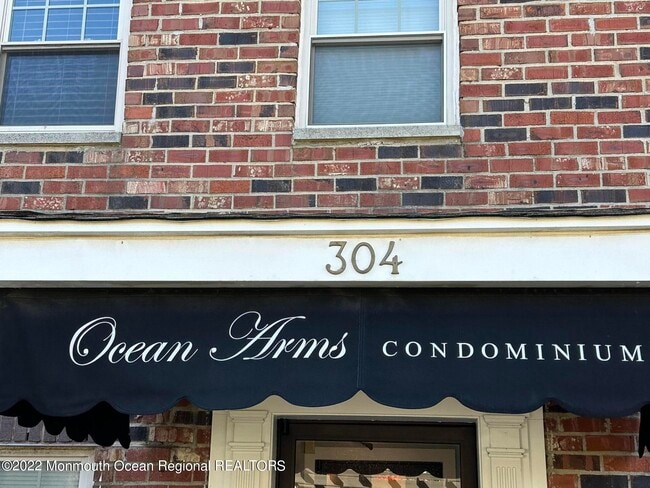 304
Ocean Arms CONDOMINIUM
©2022 Monmouth Ocean Regional REALTORS